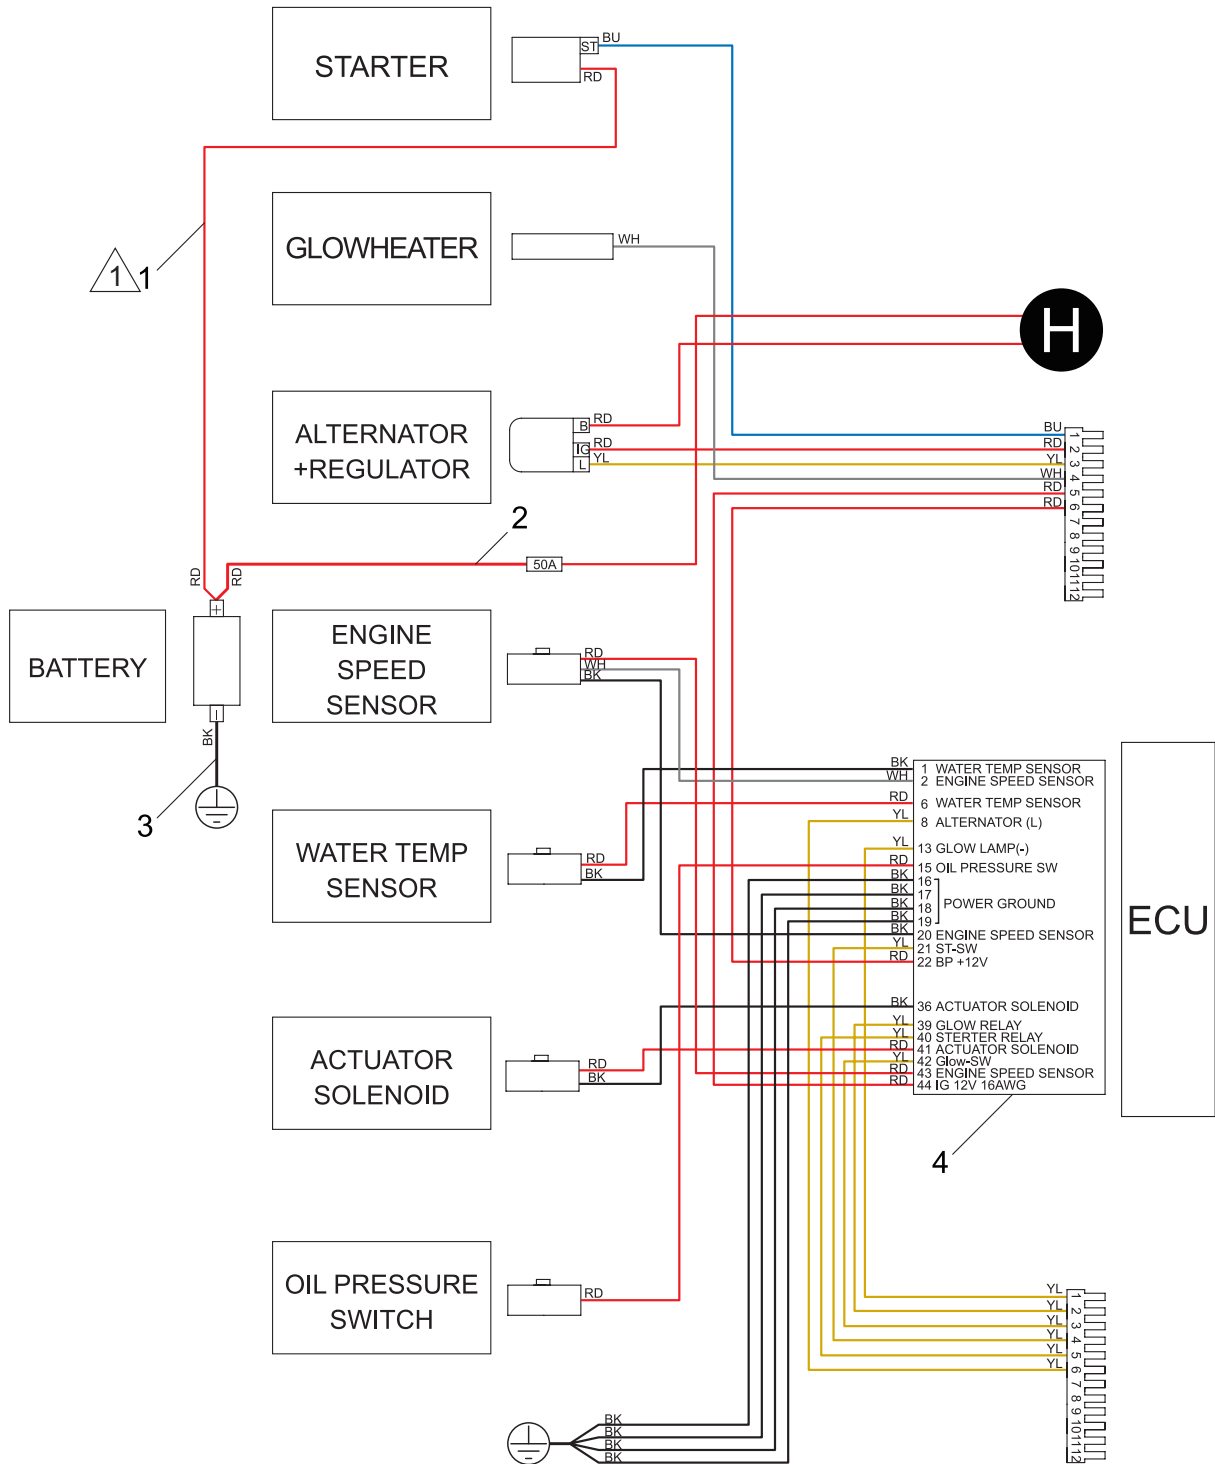 STARTER
ST
BU
RD
1
1
GLOWHEATER
WH
H
ALTERNATOR
+REGULATOR
B
RD
IG
RD
L
YL
BU
RD
YL
WH
RD
RD
1
2
3
4
5
6
7
8
9
10
11
12
2
50A
RD
RD
+
BATTERY
–
BK
3
ENGINE
SPEED
SENSOR
RD
WH
BK
WATER TEMP
SENSOR
RD
BK
ACTUATOR
SOLENOID
RD
BK
OIL PRESSURE
SWITCH
RD
BK 1 WATER TEMP SENSOR
WH 2 ENGINE SPEED SENSOR
RD 6 WATER TEMP SENSOR
YL 8 ALTERNATOR (L)
YL 13 GLOW LAMP(-)
RD 15 OIL PRESSURE SW
BK 16
BK 17
POWER GROUND
BK 18
BK 19
BK 20 ENGINE SPEED SENSOR
YL 21 ST-SW
RD 22 BP +12V
BK 36 ACTUATOR SOLENOID
YL 39 GLOW RELAY
YL 40 STARTER RELAY
RD 41 ACTUATOR SOLENOID
YL 42 Glow-SW
RD 43 ENGINE SPEED SENSOR
RD 44 IG 12V 16AWG
ECU
4
YL
YL
YL
YL
YL
YL
1
2
3
4
5
6
7
8
9
10
11
12
BK
BK
BK
BK